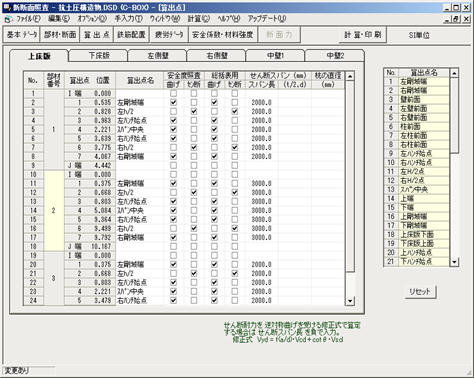 新断面照査 - 抗土圧構造物.DSD (C-BOX) - [算出点]
ファイル(F) 編集(E) オプション(O) 手入力(T) ウィンドウ(W) 計算(C) ヘルプ(H) アップデート(U)
基本データ 部材・断面 算出点 鉄筋配置 疲労データ 安全係数・材料強度 断面力 計算・印刷 SI単位
上床版 下床版 左側壁 右側壁 中壁1 中壁2
No. 部材番号 算出点 位置 算出点名 安全度照査 総括表用 せん断スパン (mm) 杭の直径
(m) 曲げ せん断 曲げ せん断 スパン長 (t/2,d) (mm)
1 I 端 0.000
2 1 0.535 左剛域端 2000.0
3 2 0.828 左h/2 2000.0
4 3 0.963 左ハンチ始点 2000.0
5 1 4 2.221 スパン中央 2000.0
6 5 3.639 右ハンチ始点 2000.0
7 6 3.775 右h/2 2000.0
8 7 4.067 右剛域端 2000.0
9 J 端 4.442
10 I 端 0.000
11 1 0.375 左剛域端 3000.0
12 2 0.668 左h/2 3000.0
13 3 0.803 左ハンチ始点 3000.0
14 2 4 5.084 スパン中央 3000.0
15 5 9.364 右ハンチ始点 3000.0
16 6 9.499 右h/2 3000.0
17 7 9.792 右剛域端 3000.0
18 J 端 10.167
19 I 端 0.000
20 1 0.375 左剛域端 2000.0
21 3 2 0.668 左h/2 2000.0
22 3 0.803 左ハンチ始点 2000.0
23 4 2.221 スパン中央 2000.0
24 5 3.479 右ハンチ始点 2000.0
算出点名
1 左剛域端
2 右剛域端
3 壁前面
4 左壁前面
5 右壁前面
6 柱前面
7 左柱前面
8 右柱前面
9 左ハンチ始点
10 右ハンチ始点
11 左H/2点
12 右H/2点
13 スパン中央
14 上端
15 下端
16 上剛域端
17 下剛域端
18 上床版下面
19 下床版上面
20 上ハンチ始点
21 下ハンチ始点
リセット
せん断耐力を 逆対称曲げを受ける修正式で算定
する場合は せん断スパン長 を負で入力。
修正式 Vyd= f(a/d)・Vcd+cot θ・Vsd
変更あり